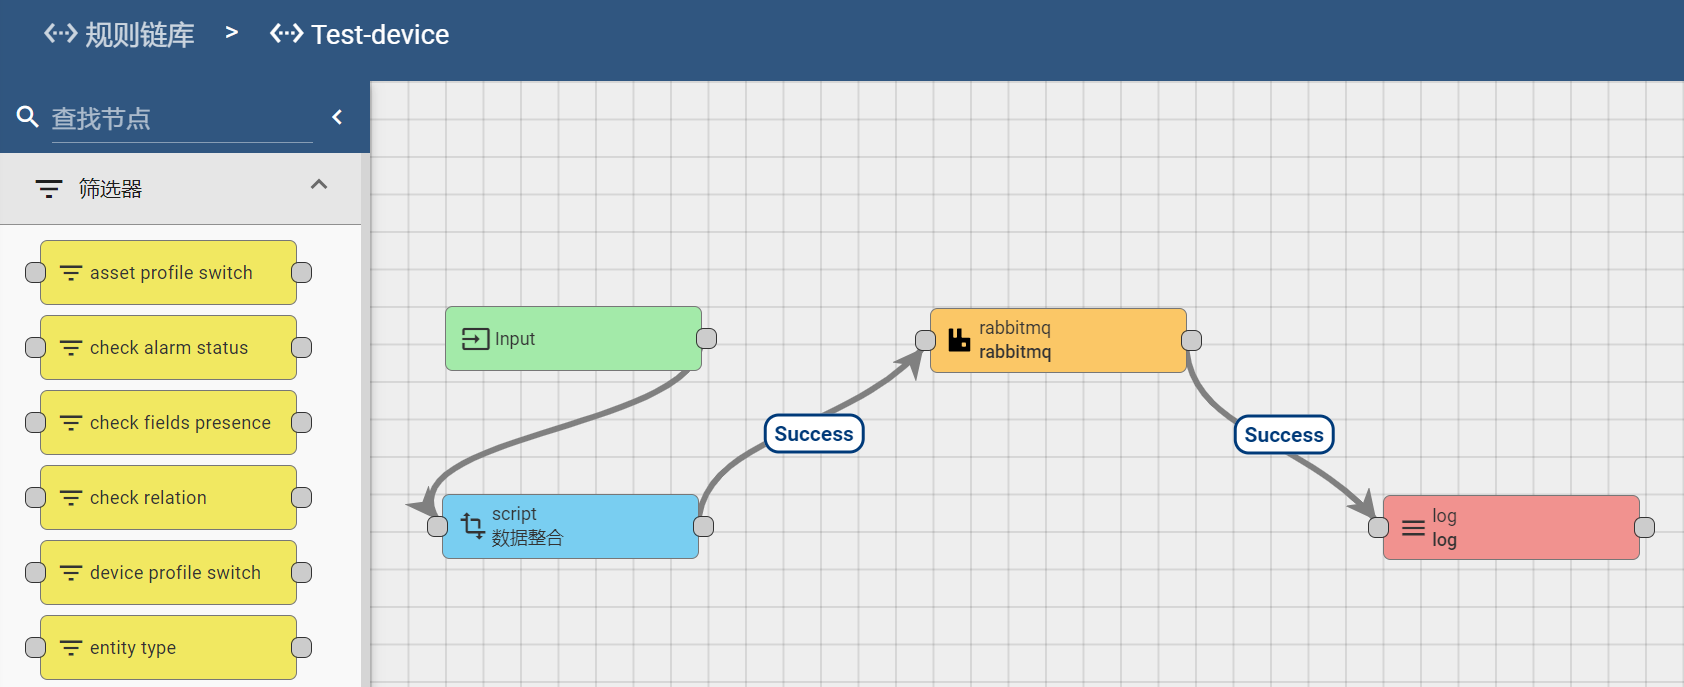 规则链库 > Test-device
查找节点
筛选器
asset profile switch
check alarm status
check fields presence
check relation
device profile switch
entity type
Input
script
数据整合
Success
rabbitmq
rabbitmq
Success
log
log